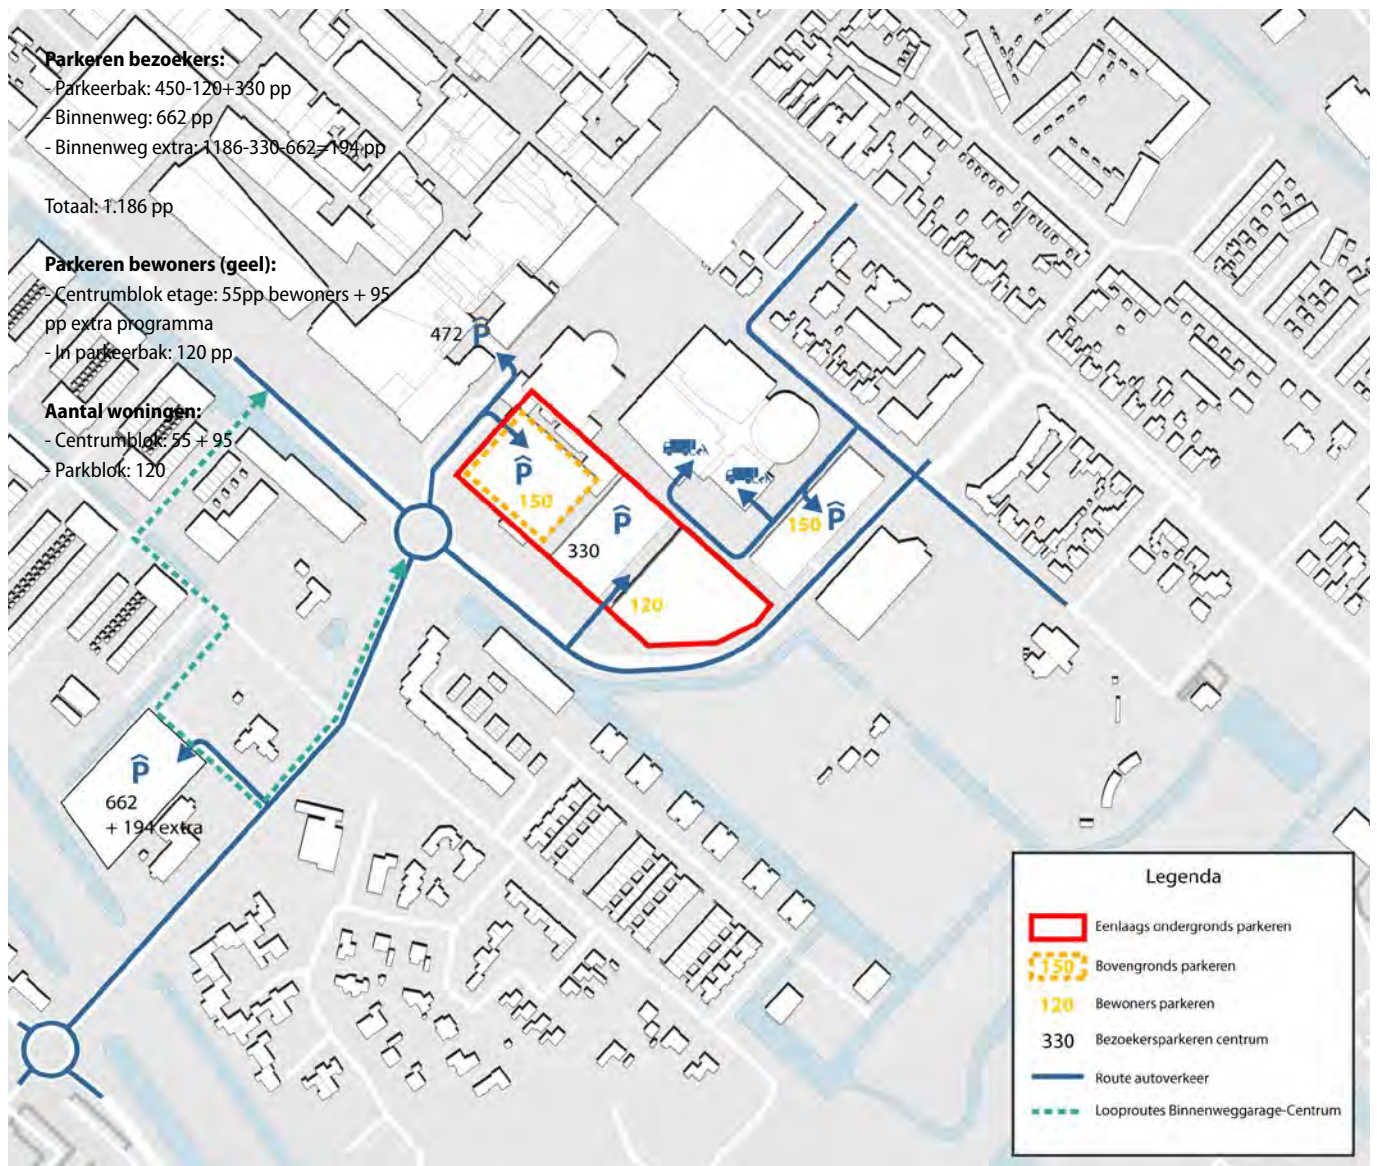 Parkeren bezoekers:
- Parkeerbak: 450-120+330 pp
- Binnenweg: 662 pp
- Binnenweg extra: 1186-330-662=194 pp
Totaal: 1.186 pp
Parkeren bewoners (geel):
- Centrumblok etage: 55pp bewoners + 95
pp extra programma
- In parkeerbak: 120 pp
Aantal woningen:
- Centrumblok: 55 + 95
- Parkblok: 120
472 P
P
150
P
330
120
150 P
P
662
+ 194 extra
Legenda
Eenlaags ondergronds parkeren
150 Bovengronds parkeren
120 Bewoners parkeren
330 Bezoekersparkeren centrum
Route autoverkeer
Looproutes Binnenweggarage-Centrum